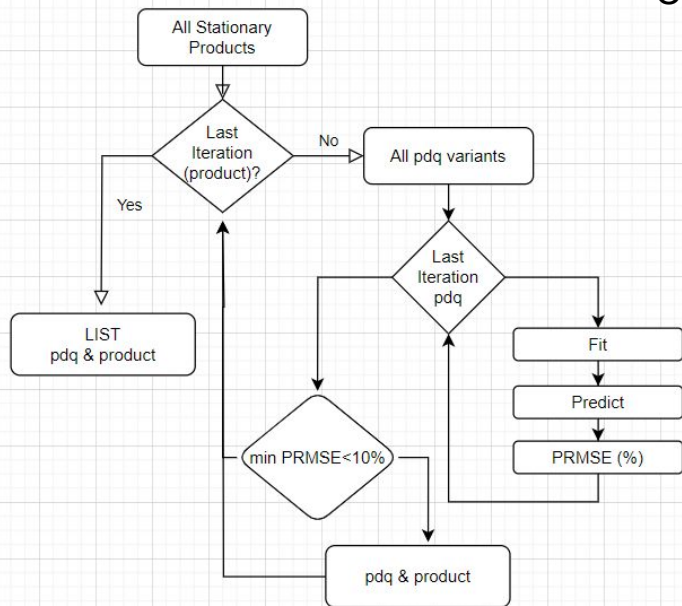 All Stationary
Products
Last
Iteration
(product)?
No
All pdq variants
Yes
Last
Iteration
pdq
LIST
pdq & product
Fit
Predict
PRMSE (%)
min PRMSE<10%
pdq & product